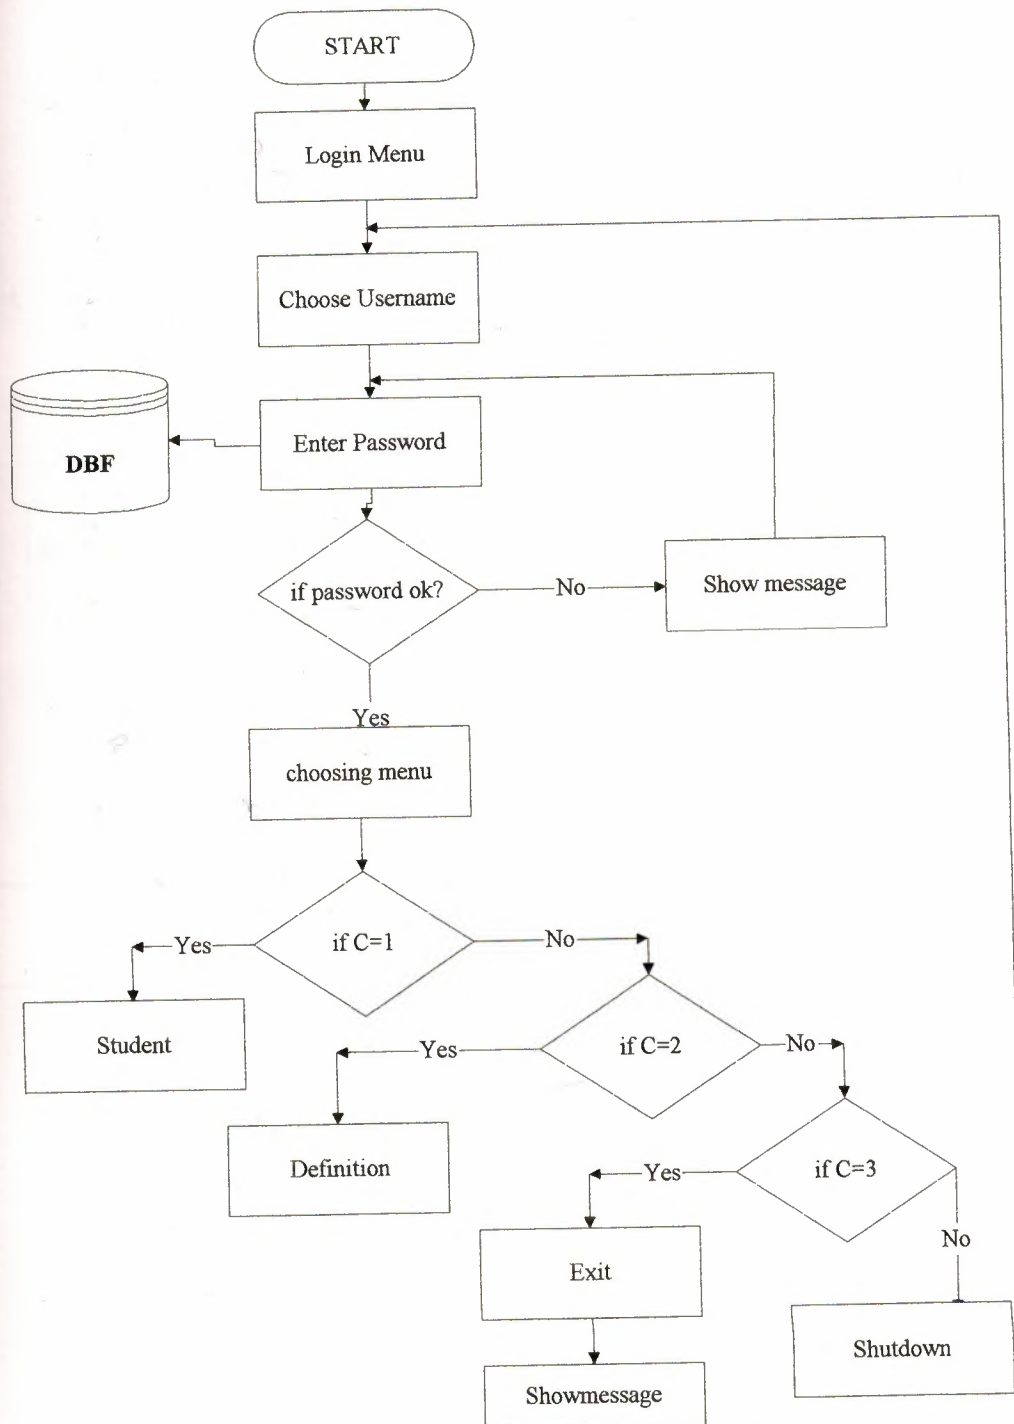 START
Login Menu
Choose Username
Enter Password
DBF
if password ok?
No
Show message
Yes
choosing menu
Yes
if C=1
No
Student
Yes
if C=2
No
Definition
Yes
if C=3
No
Exit
Shutdown
Showmessage